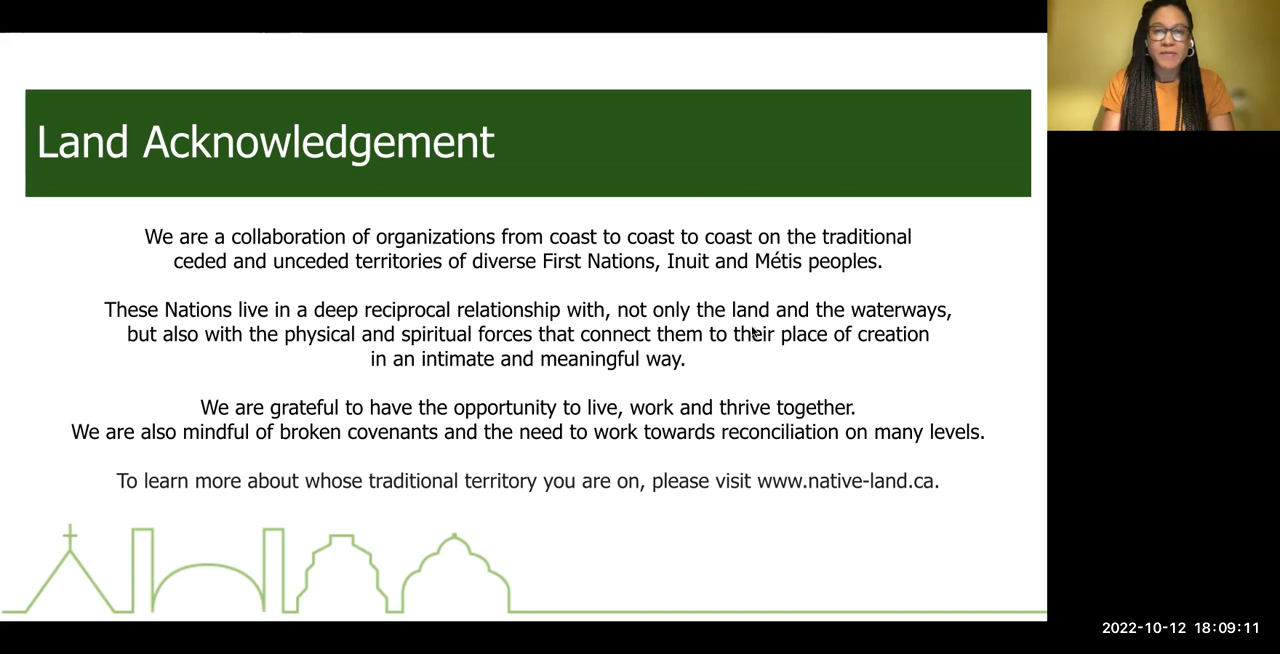 Land Acknowledgement
We are a collaboration of organizations from coast to coast to coast on the traditional
ceded and unceded territories of diverse First Nations, Inuit and Métis peoples.
These Nations live in a deep reciprocal relationship with, not only the land and the waterways,
but also with the physical and spiritual forces that connect them to their place of creation
in an intimate and meaningful way.
We are grateful to have the opportunity to live, work and thrive together.
We are also mindful of broken covenants and the need to work towards reconciliation on many levels.
To learn more about whose traditional territory you are on, please visit www.native-land.ca.
2022-10-12 18:09:11